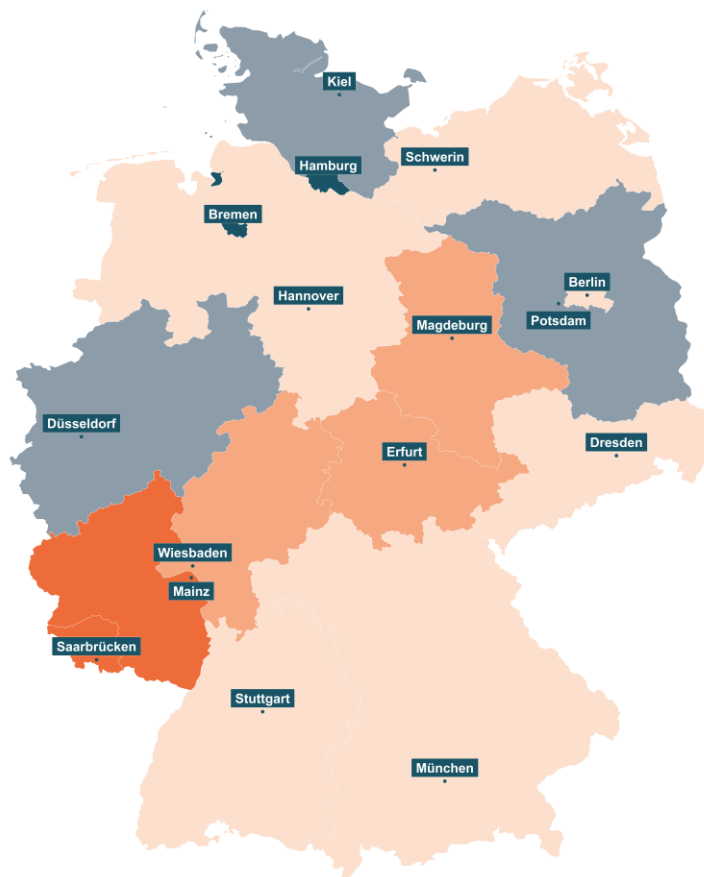 Kiel
Schwerin
Hamburg
Bremen
Berlin
Hannover
Potsdam
Magdeburg
Düsseldorf
Dresden
Erfurt
Wiesbaden
Mainz
Saarbrücken
Stuttgart
München